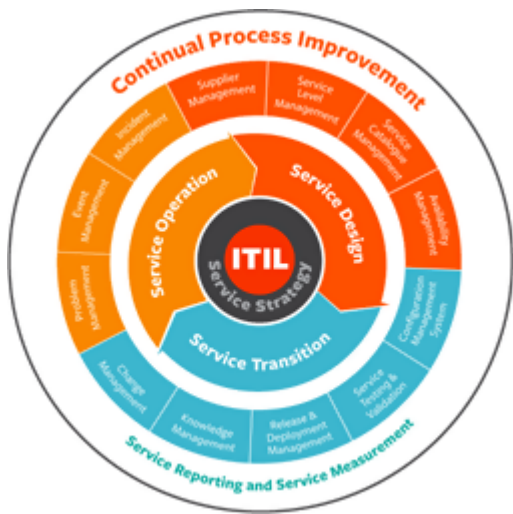 Continual Process Improvement
Supplier
Management
Service
Level
Management
Service
Catalogue
Management
Availability
Management
Configuration
Management
System
Service
Testing &
Validation
Release &
Deployment
Management
Knowledge
Management
Change
Management
Problem
Management
Event
Management
Incident
Management
Service Design
Service Transition
Service Operation
ITIL
Service Strategy
Service Reporting and Service Measurement